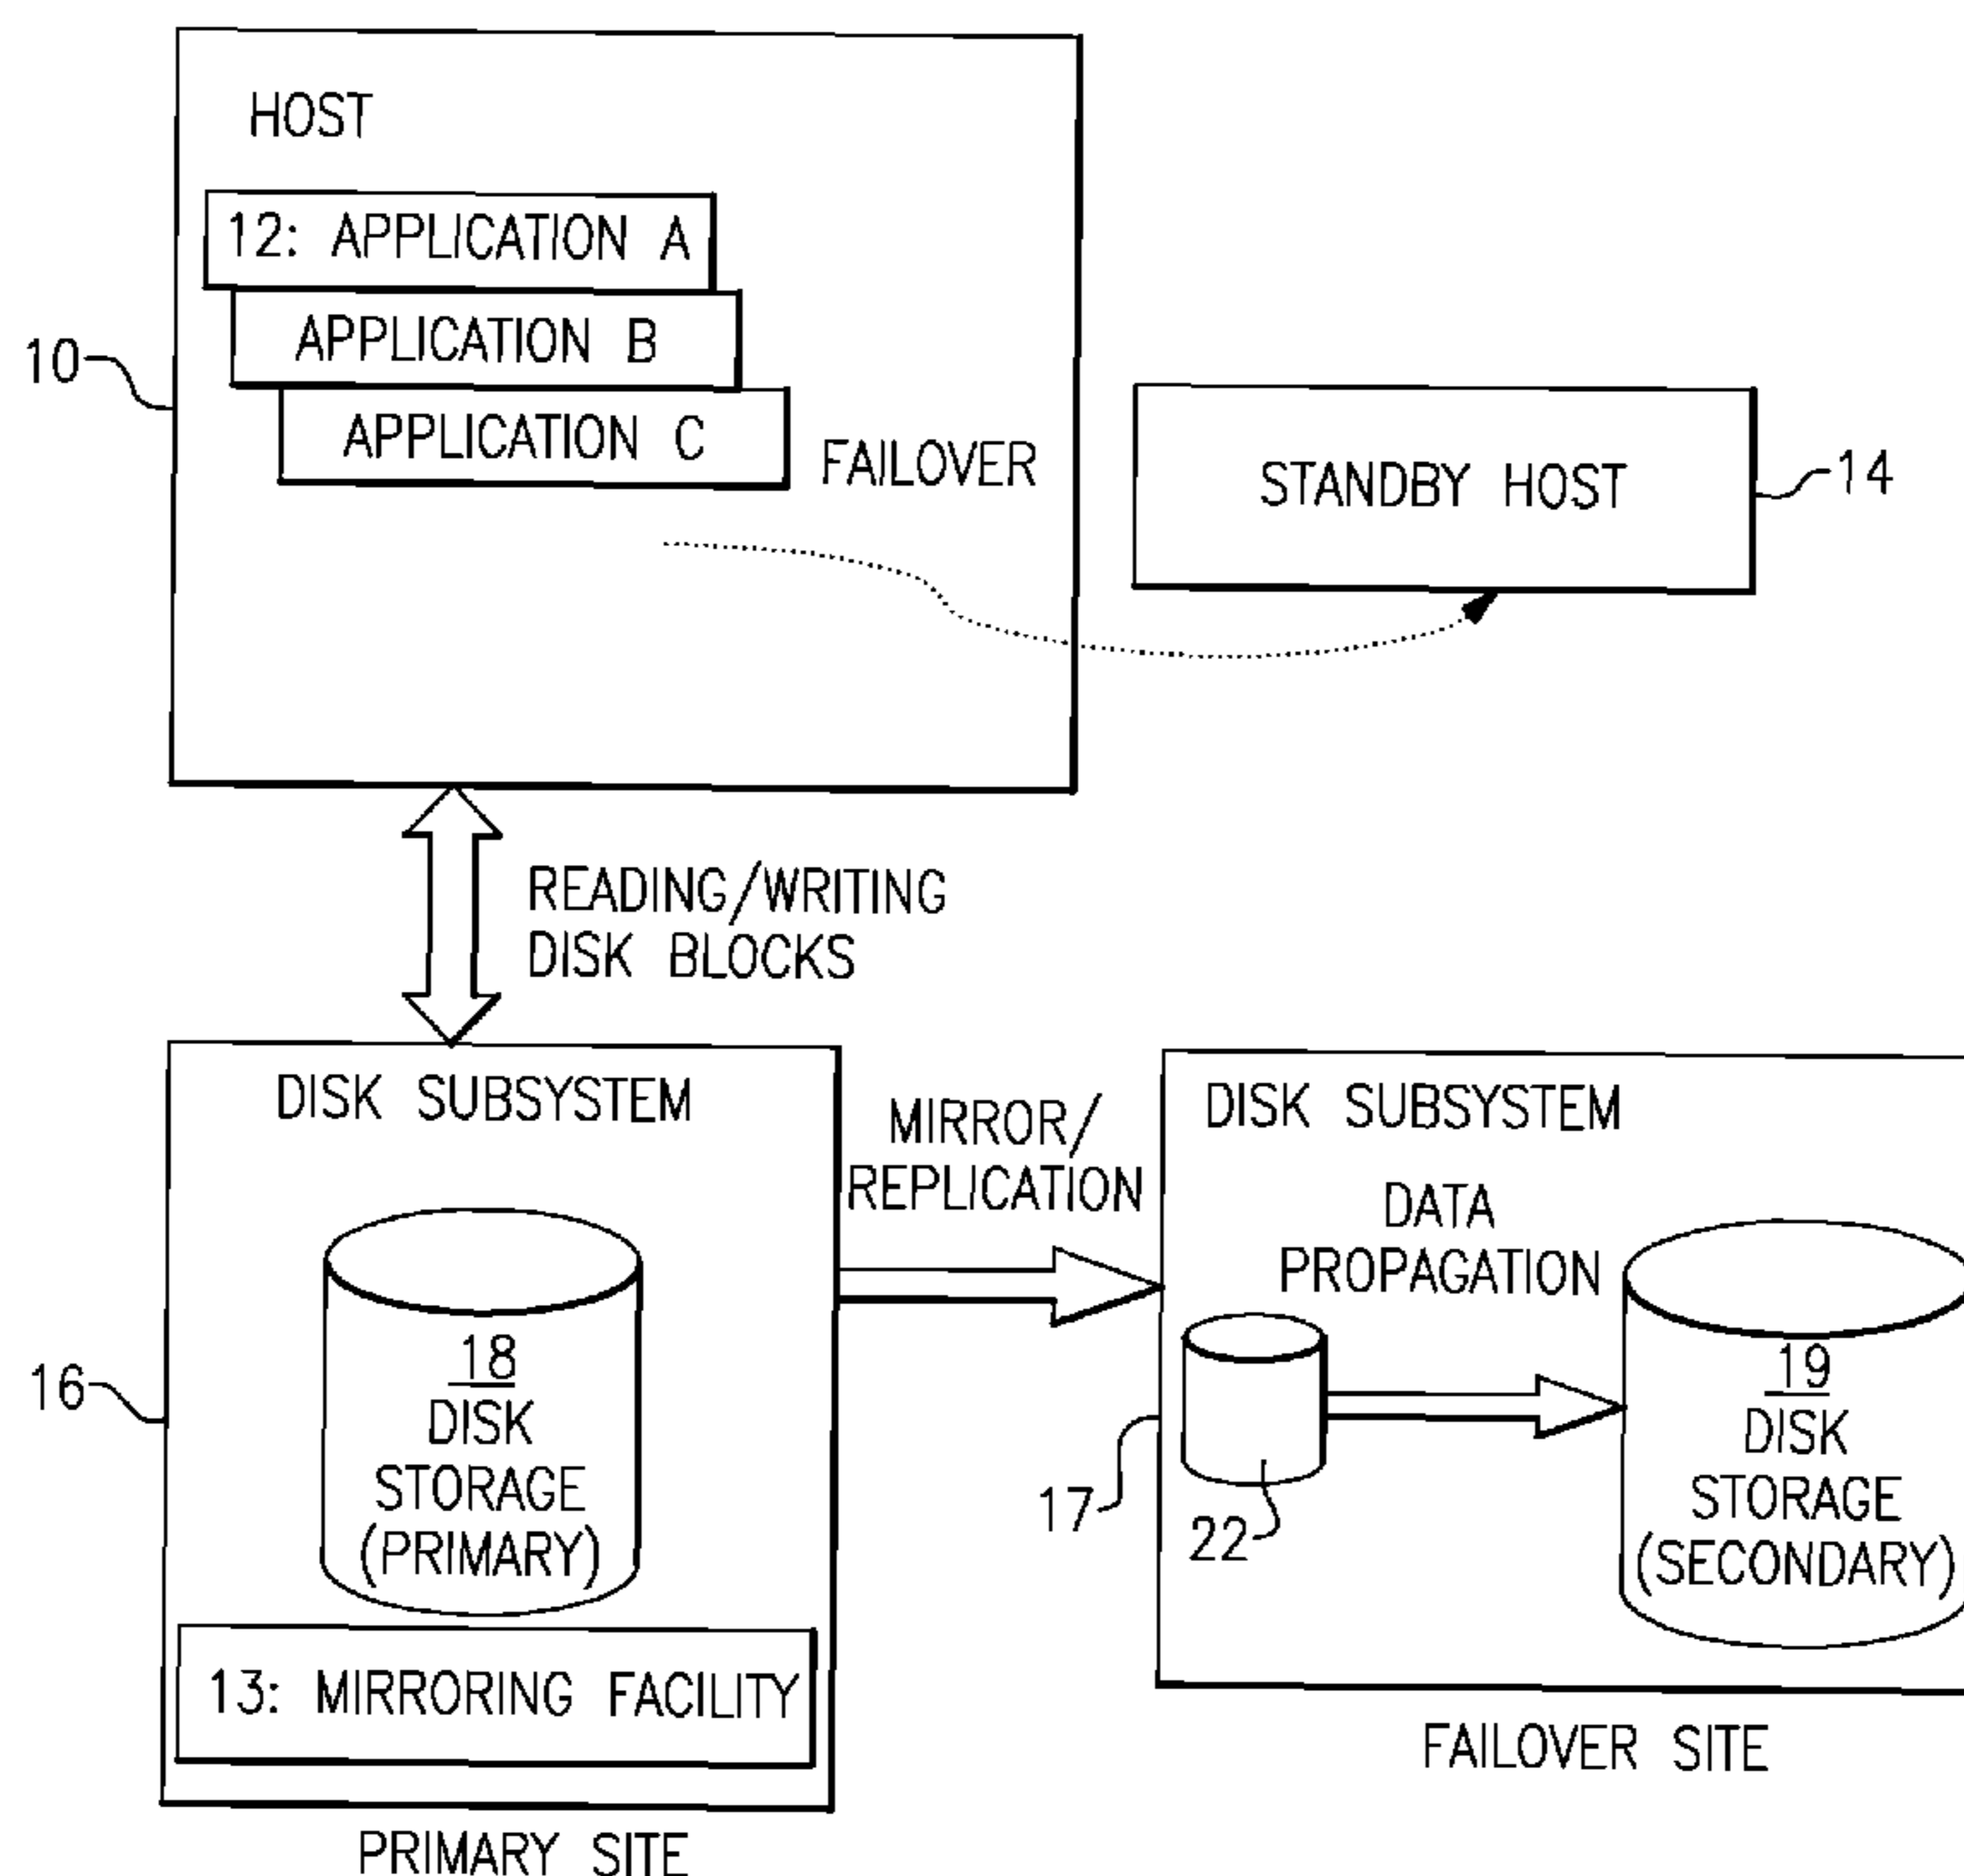 HOST
12: APPLICATION A
APPLICATION B
10
APPLICATION C
FAILOVER
STANDBY HOST
14
READING/WRITING
DISK BLOCKS
DISK SUBSYSTEM
MIRROR/
REPLICATION
DISK SUBSYSTEM
DATA
PROPAGATION
16
18
DISK
STORAGE
(PRIMARY)
17
22
19
DISK
STORAGE
(SECONDARY)
13: MIRRORING FACILITY
FAILOVER SITE
PRIMARY SITE